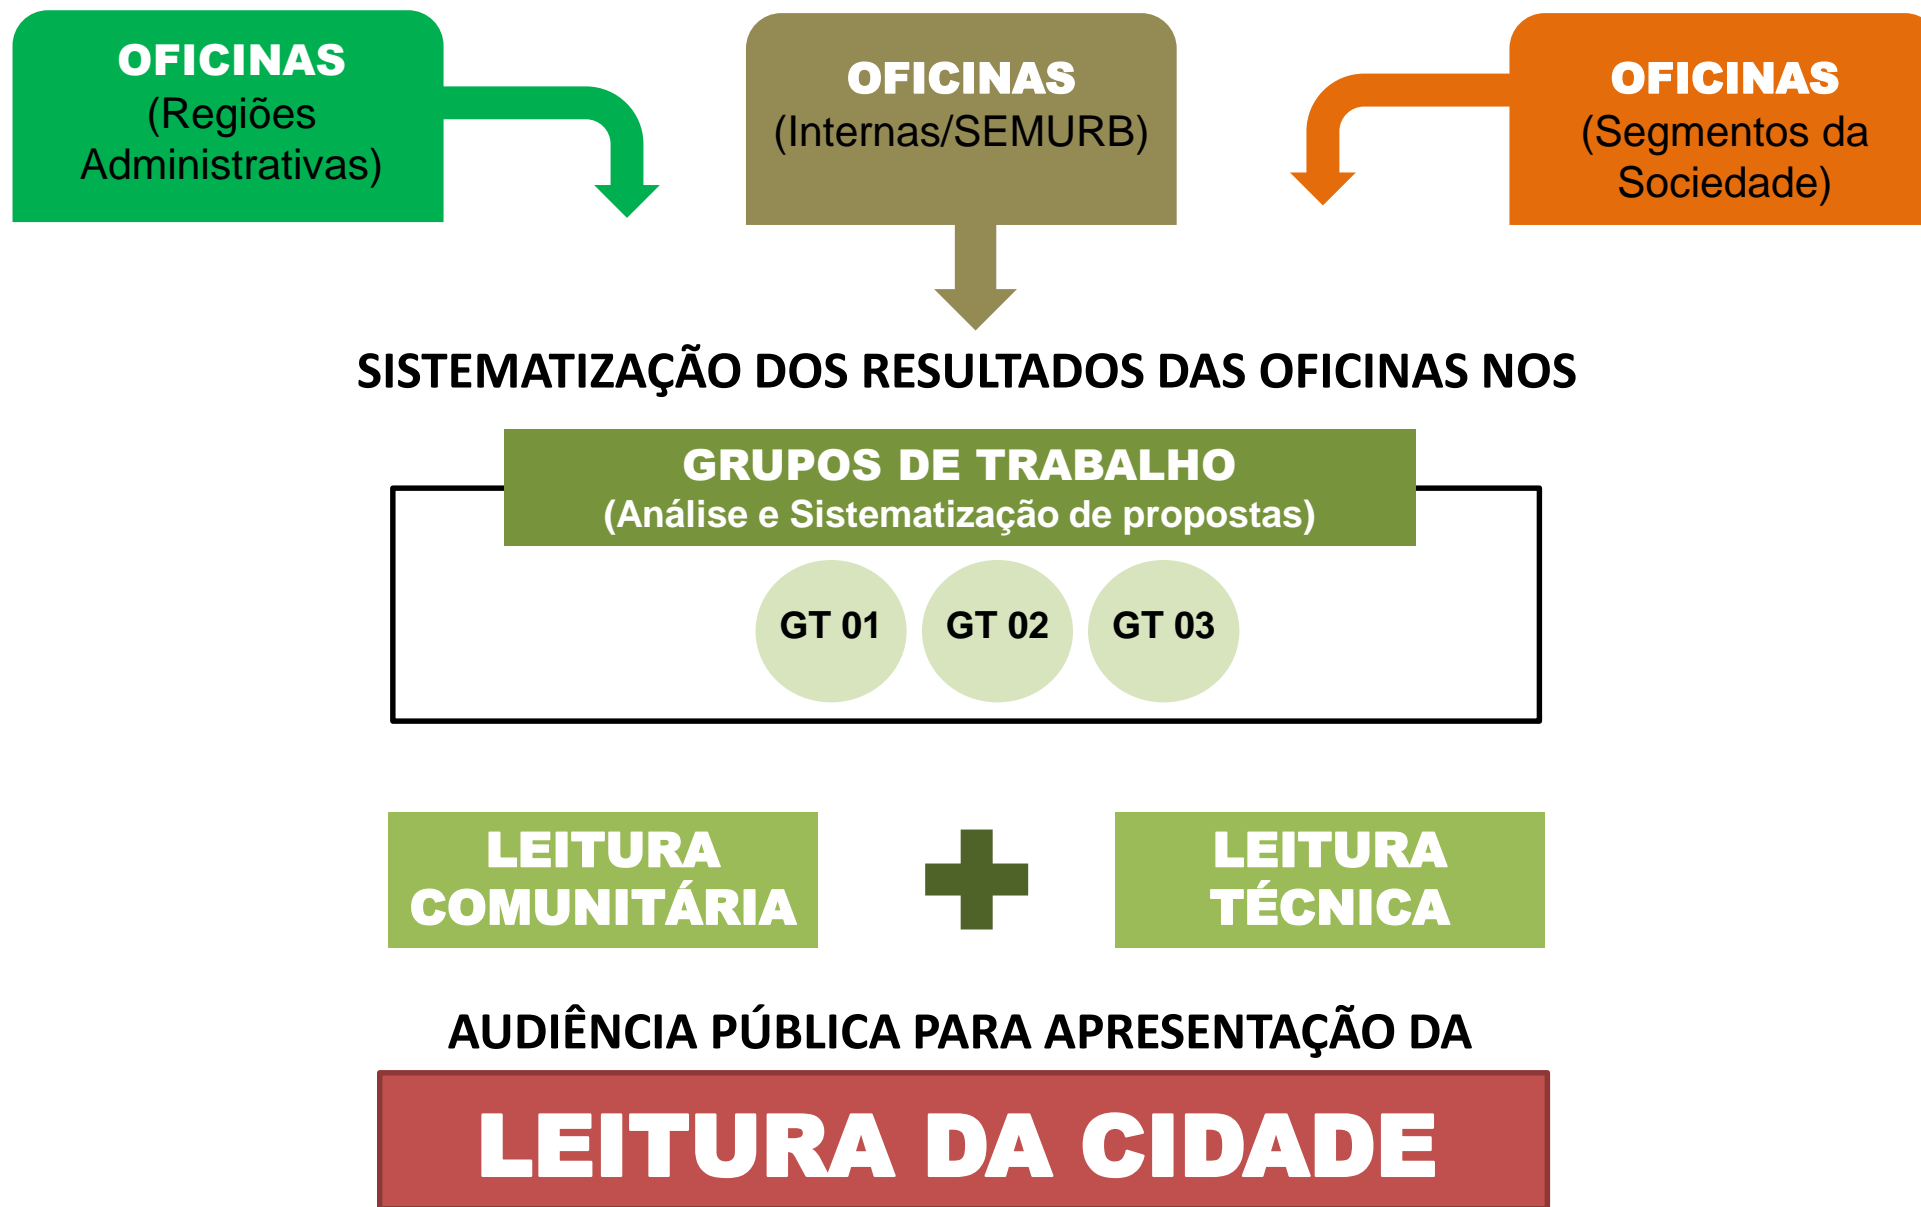 OFICINAS
(Regiões
Administrativas)
OFICINAS
(Internas/SEMURB)
OFICINAS
(Segmentos da
Sociedade)
SISTEMATIZAÇÃO DOS RESULTADOS DAS OFICINAS NOS
GRUPOS DE TRABALHO
(Análise e Sistematização de propostas)
GT 01
GT 02
GT 03
LEITURA
COMUNITÁRIA
LEITURA
TÉCNICA
AUDIÊNCIA PÚBLICA PARA APRESENTAÇÃO DA
LEITURA DA CIDADE